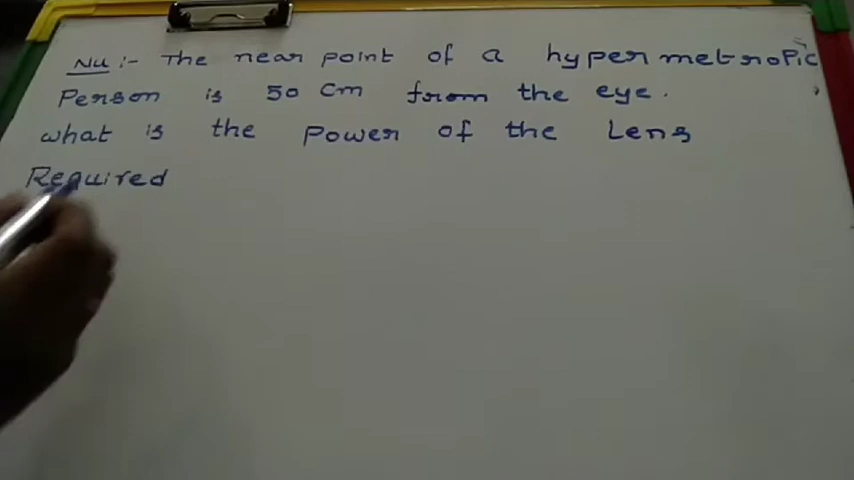 Nu :- The near point of a hypermetropic
Person is 50 cm from the eye.
what is the Power of the Lens
Required